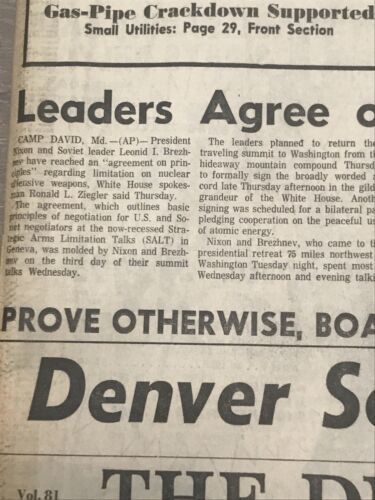 Gas-Pipe Crackdown Supported
Small Utilities: Page 29, Front Section
Leaders Agree
CAMP DAVID, Md. —(AP)— President
Nixon and Soviet leader Leonid I. Brezh-
nev have reached an "agreement on prin-
ciples" regarding limitation on nuclear
offensive weapons, White House spokes-
man Ronald L. Ziegler said Thursday.
The agreement, which outlines basic
principles of negotiation for U.S. and So-
viet negotiators at the now-recessed Stra-
tegic Arms Limitation Talks (SALT) in
Geneva, was molded by Nixon and Brezh-
nev on the third day of their summit
talks Wednesday.
The leaders planned to return the
traveling summit to Washington from
hideaway mountain compound Thursd
to formally sign the broadly worded
cord late Thursday afternoon in the gild
grandeur of the White House. Anoth
signing was scheduled for a bilateral pa
pledging cooperation on the peaceful us
of atomic energy.
Nixon and Brezhnev, who came to
presidential retreat 75 miles northwest
Washington Tuesday night, spent most
Wednesday afternoon and evening talki
PROVE OTHERWISE, BOA
Denver
Vol. 81
THE